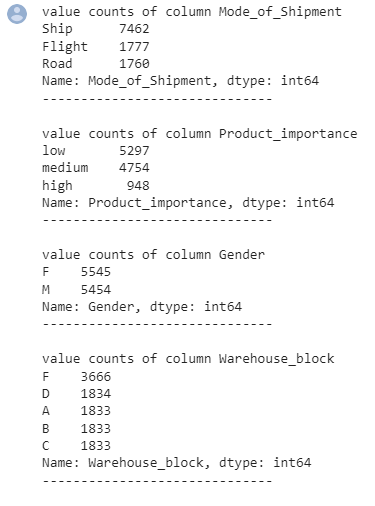 value counts of column Mode_of_Shipment
Ship      7462
Flight    1777
Road      1760
Name: Mode_of_Shipment, dtype: int64
------------------------------
value counts of column Product_importance
low       5297
medium    4754
high       948
Name: Product_importance, dtype: int64
------------------------------
value counts of column Gender
F    5545
M    5454
Name: Gender, dtype: int64
------------------------------
value counts of column Warehouse_block
F    3666
D    1834
A    1833
B    1833
C    1833
Name: Warehouse_block, dtype: int64
------------------------------